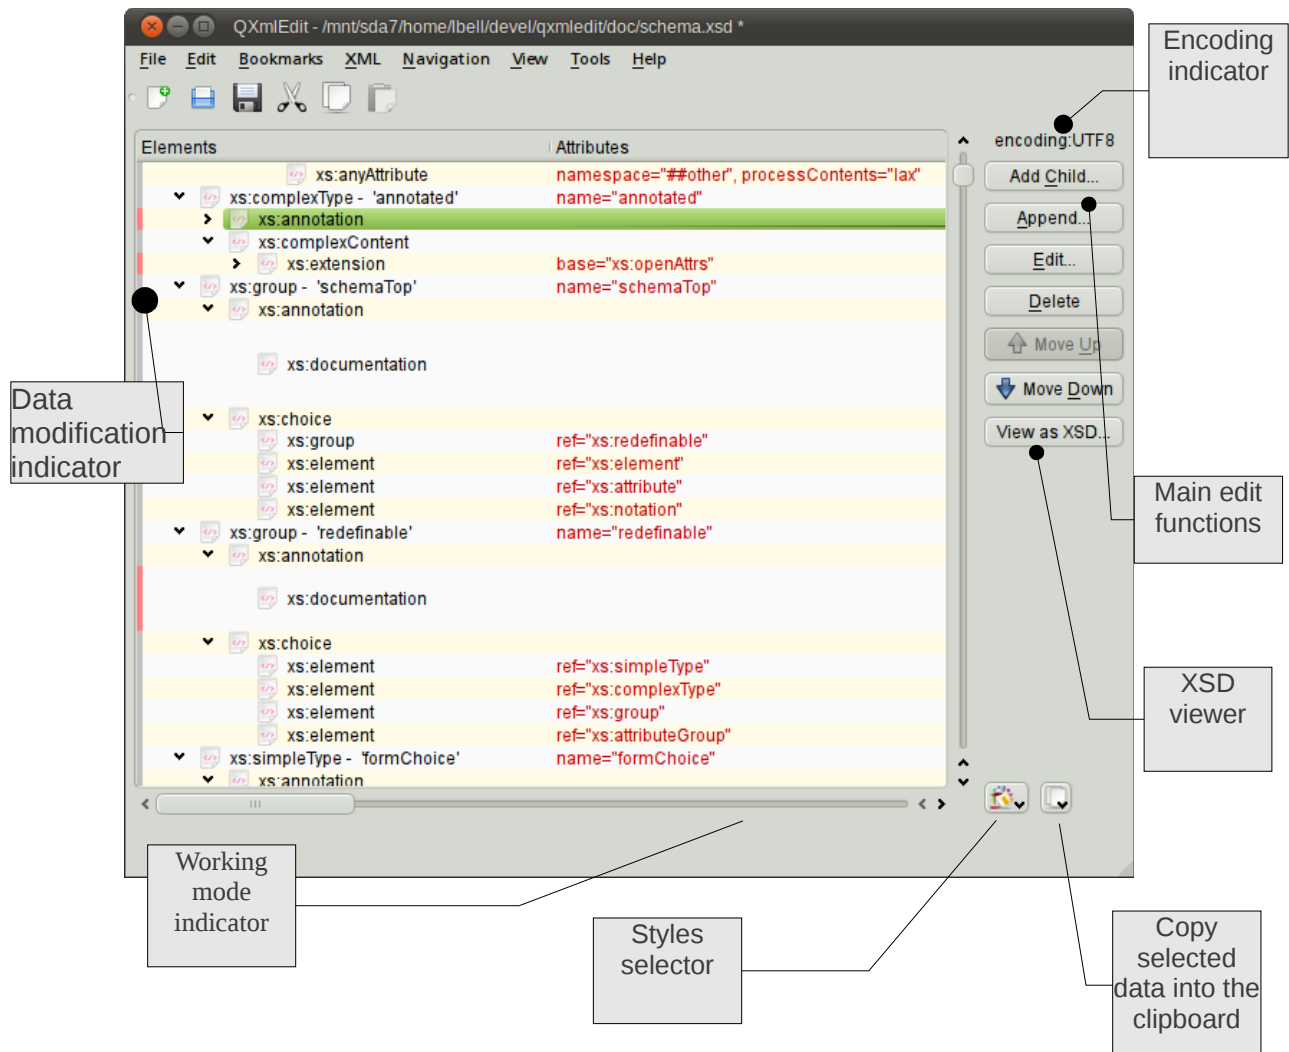 QXmlEdit - /mnt/sda7/home/lbell/devel/qxmledit/doc/schema.xsd *
File Edit Bookmarks XML Navigation View Tools Help
Encoding
indicator
encoding:UTF8
Elements Attributes
xs:anyAttribute namespace="##other", processContents="lax"
xs:complexType - 'annotated' name="annotated"
xs:annotation
xs:complexContent
xs:extension base="xs:openAttrs"
xs:group - 'schemaTop' name="schemaTop"
xs:annotation
xs:documentation
xs:choice
xs:group ref="xs:redefinable"
xs:element ref="xs:element"
xs:element ref="xs:attribute"
xs:element ref="xs:notation"
xs:group - 'redefinable' name="redefinable"
xs:annotation
xs:documentation
xs:choice
xs:element ref="xs:simpleType"
xs:element ref="xs:complexType"
xs:element ref="xs:group"
xs:element ref="xs:attributeGroup"
xs:simpleType - 'formChoice' name="formChoice"
xs:annotation
Add Child...
Append...
Edit...
Delete
Move Up
Move Down
View as XSD...
Data
modification
indicator
Main edit
functions
XSD
viewer
Working
mode
indicator
Styles
selector
Copy
selected
data into the
clipboard